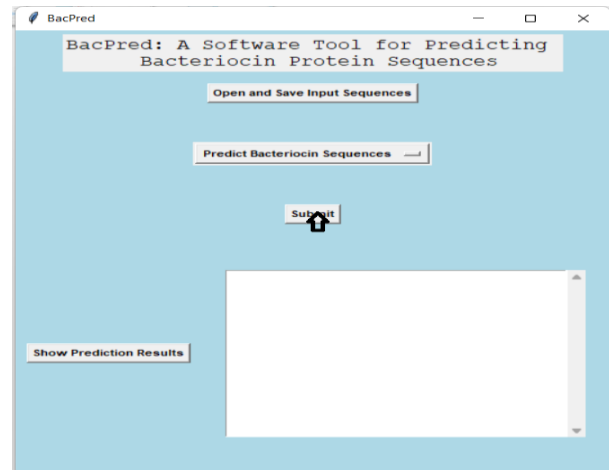 BacPred
BacPred: A Software Tool for Predicting
Bacteriocin Protein Sequences
Open and Save Input Sequences
Predict Bacteriocin Sequences
Submit
Show Prediction Results